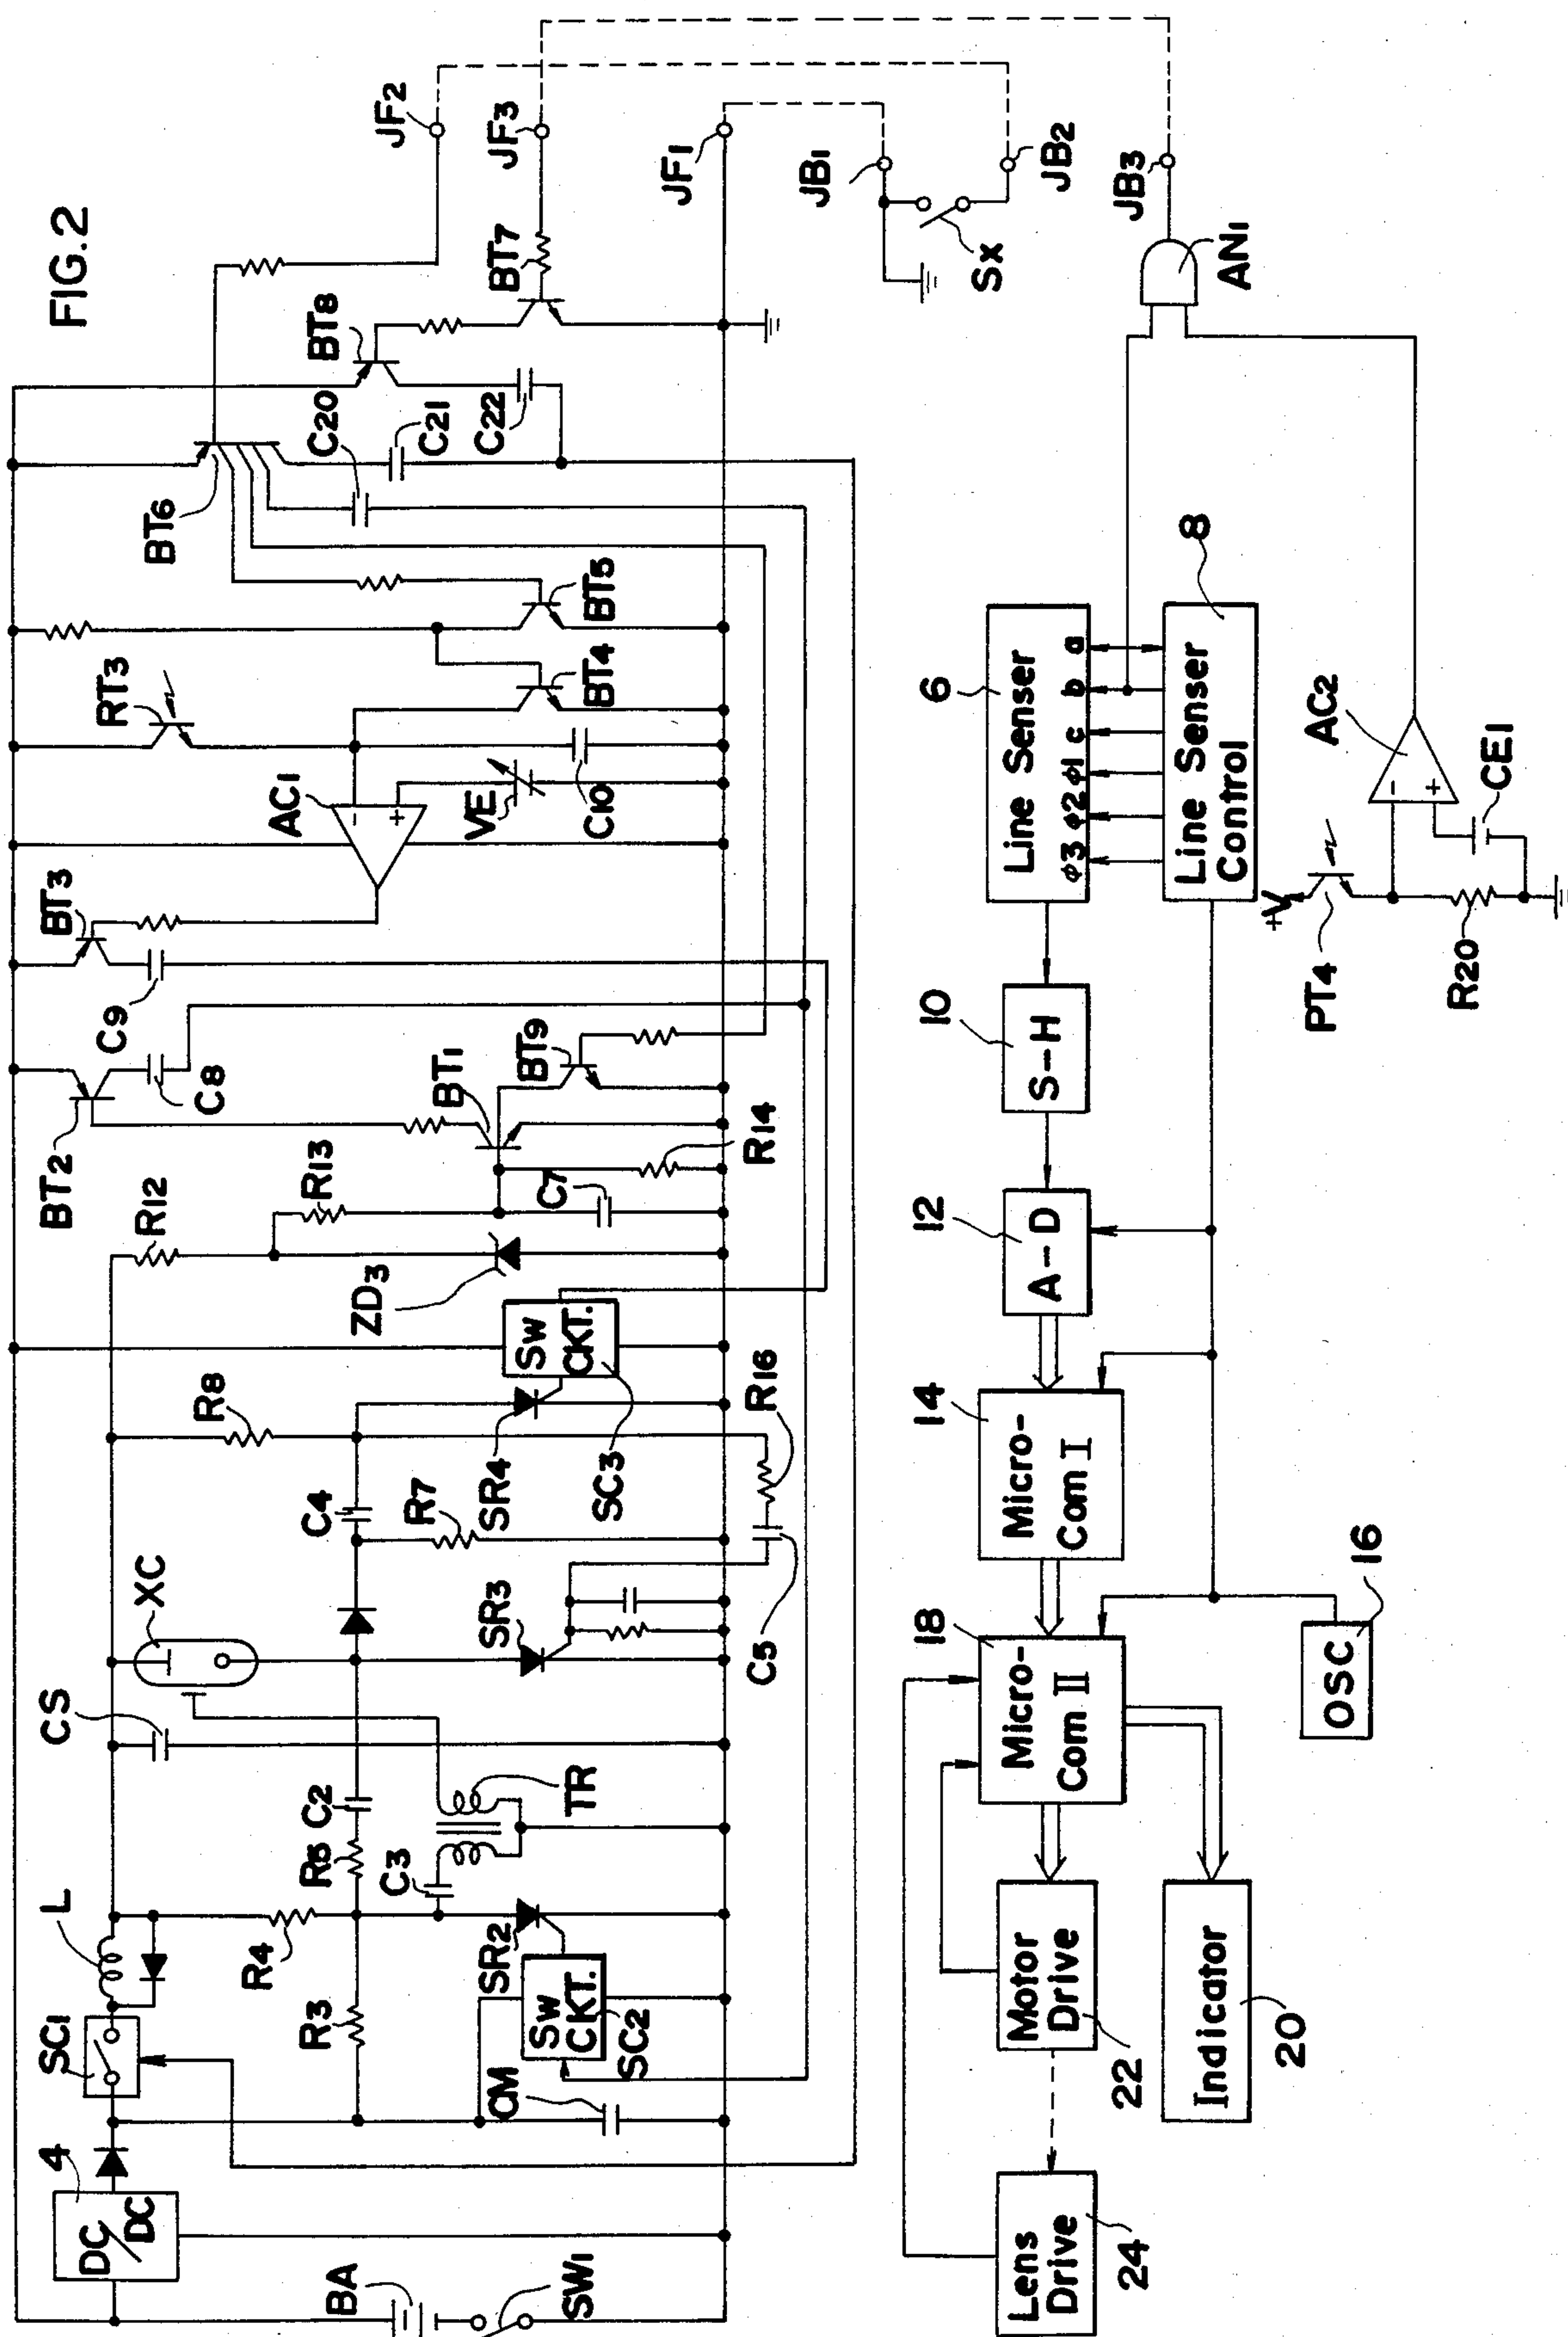 FIG.2
JF2
JF3
JF1
JB1
JB2
JB3
Sx
AN1
BT7
BT8
BT6
C20
C21
C22
BT5
BT4
RT3
AC1
VE
C10
BT3
C9
C8
BT2
BT1
BT9
R14
R13
C7
R12
ZD3
Sw
CKT.
SC3
R16
R8
SR4
C4
R7
XC
SR3
C5
CS
C2
TR
R5
C3
L
R4
SR2
Sw
CKT.
SC2
SC1
R3
CM
4
DC/DC
BA
SW1
6
Line Senser
a
b
c
φ1
φ2
φ3
8
Line Senser
Control
AC2
CE1
+V
PT4
R20
10
S-H
12
A-D
14
Micro-
Com I
16
OSC
18
Micro-
Com II
Motor
Drive
22
Indicator
20
Lens
Drive
24